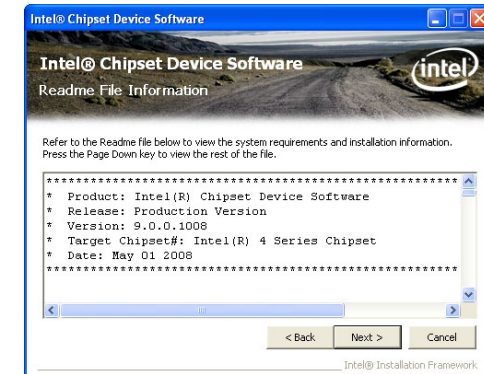 Intel® Chipset Device Software
Intel® Chipset Device Software
intel
Readme File Information
Refer to the Readme file below to view the system requirements and installation information.
Press the Page Down key to view the rest of the file.
********************************************************
* Product: Intel(R) Chipset Device Software
* Release: Production Version
* Version: 9.0.0.1008
* Target Chipset#: Intel(R) 4 Series Chipset
* Date: May 01 2008
********************************************************
< Back Next > Cancel
Intel® Installation Framework